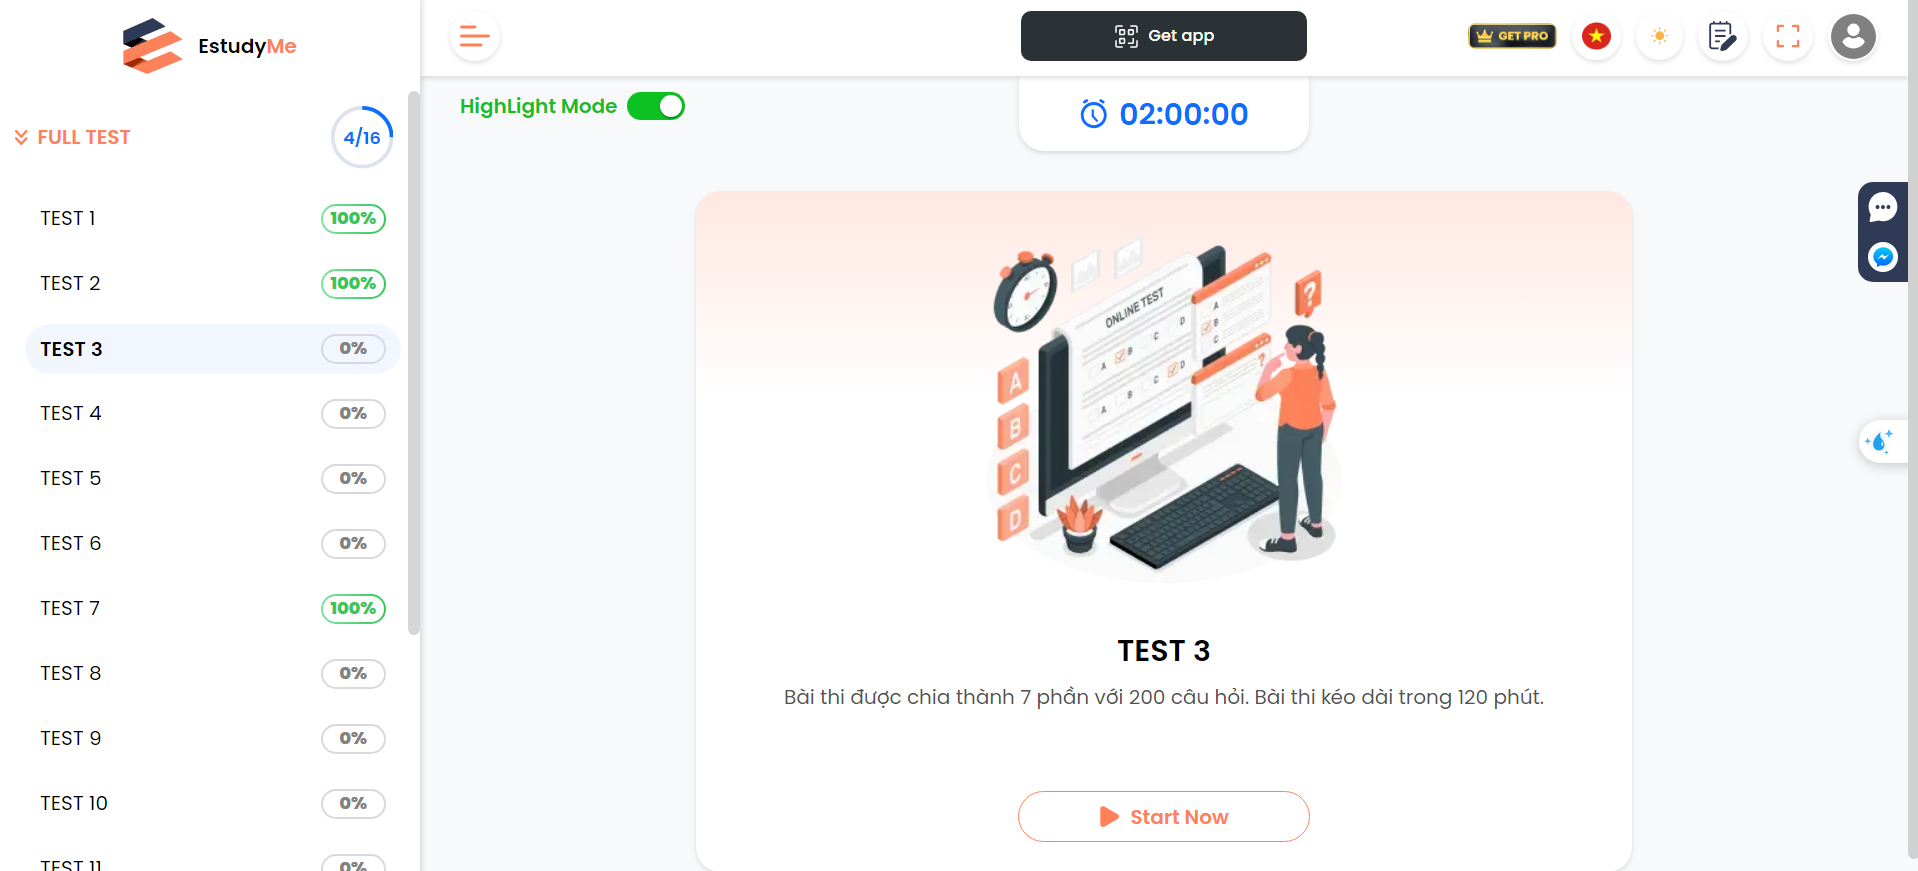 EstudyMe
Get app
GET PRO
FULL TEST
4/16
TEST 1
100%
TEST 2
100%
TEST 3
0%
TEST 4
0%
TEST 5
0%
TEST 6
0%
TEST 7
100%
TEST 8
0%
TEST 9
0%
TEST 10
0%
TEST 11
0%
HighLight Mode
02:00:00
ONLINE TEST
A
B
C
D
A
B
C
D
A
B
C
?
?
A
B
C
D
TEST 3
Bài thi được chia thành 7 phần với 200 câu hỏi. Bài thi kéo dài trong 120 phút.
Start Now